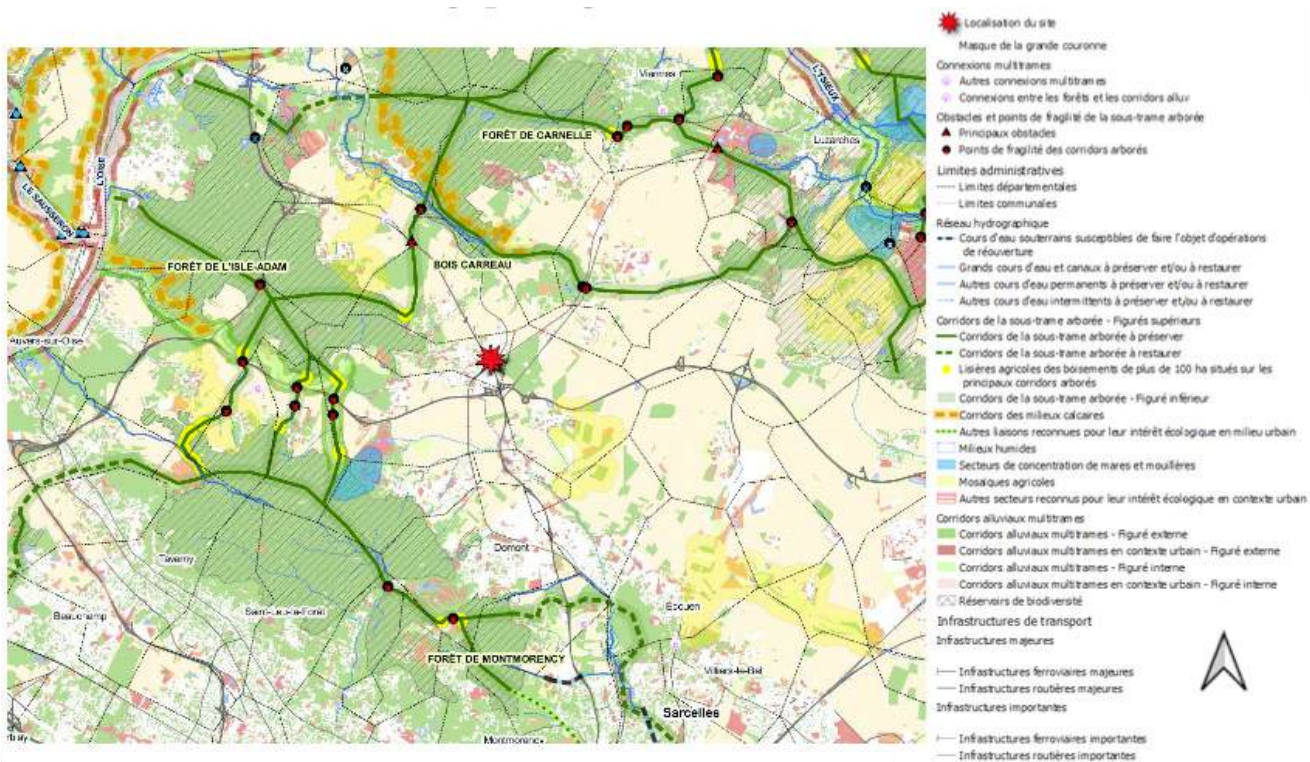 Viarmes
L'YSIEUX
FORÊT DE CARNELLE
Luzarches
L'OISE
LE SAUSSERON
BOIS CARREAU
FORÊT DE L'ISLE-ADAM
Auvers-sur-Oise
Domont
Taverny
Ezcuen
Saint-Leu-la-Forêt
Beauchamp
FORÊT DE MONTMORENCY
Villiers-le-Bel
Sarcelles
Montmorency
Localisation du site
Masque de la grande couronne
Connexions multitrames
Autres connexions multitrames
Connexions entre les forêts et les corridors alluv
Obstacles et points de fragilité de la sous-trame arborée
Principaux obstacles
Points de fragilité des corridors arborés
Limites administratives
Limites départementales
Limites communales
Réseau hydrographique
Cours d'eau souterrains susceptibles de faire l'objet d'opérations
de réouverture
Grands cours d'eau et canaux à préserver et/ou à restaurer
Autres cours d'eau permanents à préserver et/ou à restaurer
Autres cours d'eau intermittents à préserver et/ou à restaurer
Corridors de la sous-trame arborée - Figurés supérieurs
Corridors de la sous-trame arborée à préserver
Corridors de la sous-trame arborée à restaurer
Lisières agricoles des boisements de plus de 100 ha situés sur les
principaux corridors arborés
Corridors de la sous-trame arborée - Figuré inférieur
Corridors des milieux calcaires
Autres liaisons reconnues pour leur intérêt écologique en milieu urbain
Milieux humides
Secteurs de concentration de mares et mouillères
Mosaïques agricoles
Autres secteurs reconnus pour leur intérêt écologique en contexte urbain
Corridors alluviaux multitrames
Corridors alluviaux multitrames - Figuré externe
Corridors alluviaux multitrames en contexte urbain - Figuré externe
Corridors alluviaux multitrames - Figuré interne
Corridors alluviaux multitrames en contexte urbain - Figuré interne
Réservoirs de biodiversité
Infrastructures de transport
Infrastructures majeures
Infrastructures ferroviaires majeures
Infrastructures routières majeures
Infrastructures importantes
Infrastructures ferroviaires importantes
Infrastructures routières importantes